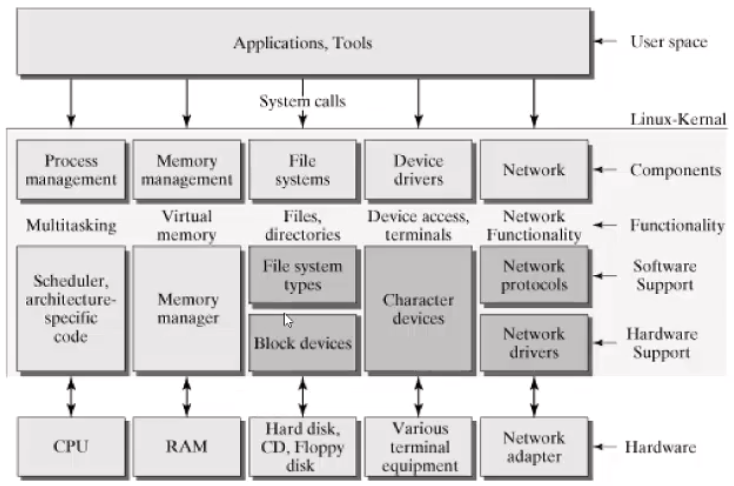 Applications, Tools
User space
System calls
Linux-Kernal
Process
management
Memory
management
File
systems
Device
drivers
Network
Components
Multitasking
Virtual
memory
Files,
directories
Device access,
terminals
Network
Functionality
Functionality
Scheduler,
architecture-
specific
code
Memory
manager
File system
types
Block devices
Character
devices
Network
protocols
Network
drivers
Software
Support
Hardware
Support
CPU
RAM
Hard disk,
CD, Floppy
disk
Various
terminal
equipment
Network
adapter
Hardware